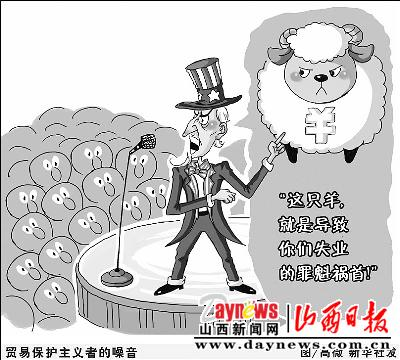 ¥
"这只羊,
就是导致
你们失业
的罪魁祸首!"
Daynews
山西新闻网
山西日报
www.daynews.com.cn
贸易保护主义者的噪音
图/高微 新华社发